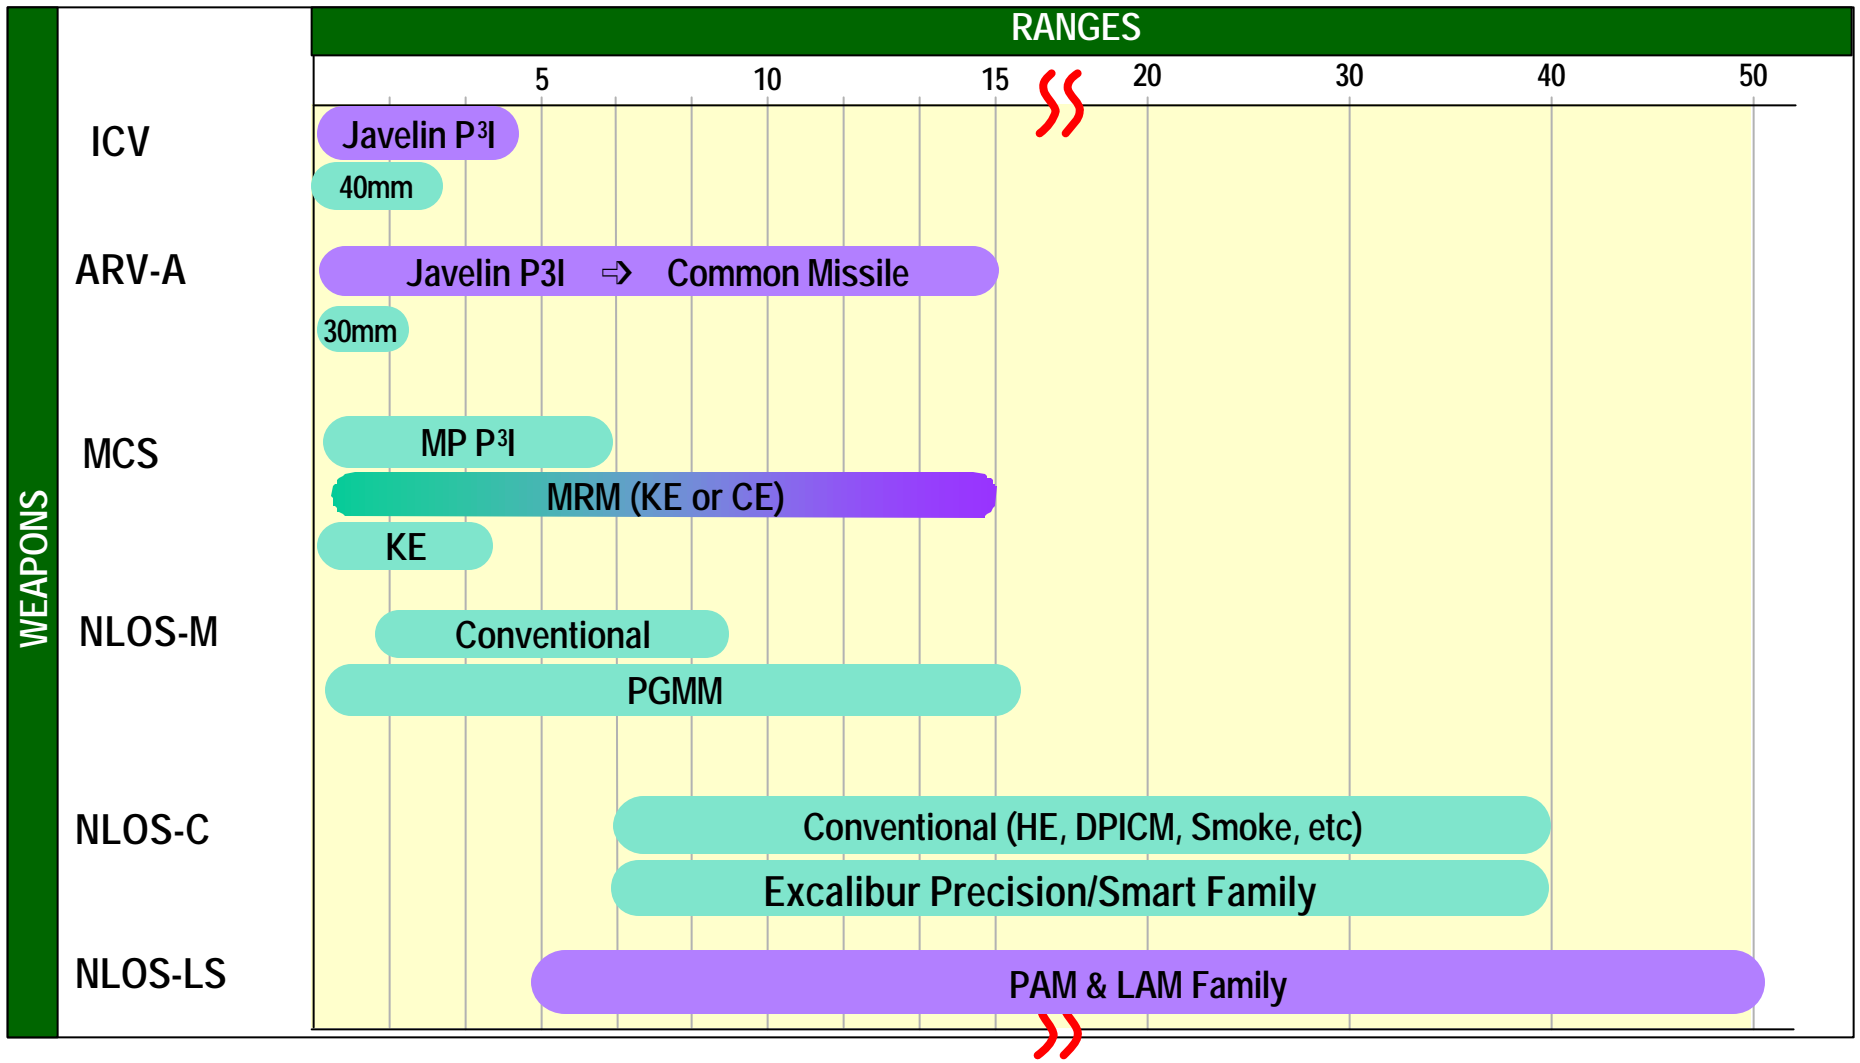 RANGES
5 10 15 20 30 40 50
WEAPONS
ICV
Javelin P³I
40mm
ARV-A
Javelin P3I ➩ Common Missile
30mm
MCS
MP P³I
MRM (KE or CE)
KE
NLOS-M
Conventional
PGMM
NLOS-C
Conventional (HE, DPICM, Smoke, etc)
Excalibur Precision/Smart Family
NLOS-LS
PAM & LAM Family